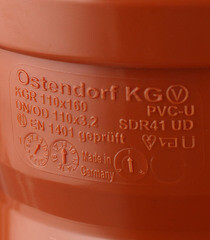 Ostendorf KG V
KGR 110x160 PVC-U
DN/OD 110x3.2 SDR41 UD
EN 1401 geprüft U
Made in
Germany